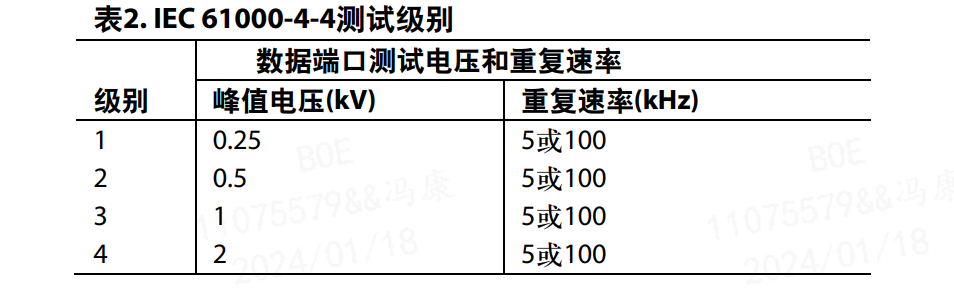 表2. IEC 61000-4-4测试级别
数据端口测试电压和重复速率
级别 峰值电压(kV) 重复速率(kHz)
1 0.25 5或100
2 0.5 5或100
3 1 5或100
4 2 5或100
BOE
11075579&&冯康
2024/01/18
BOE
11075579&&冯康
2024/01/18